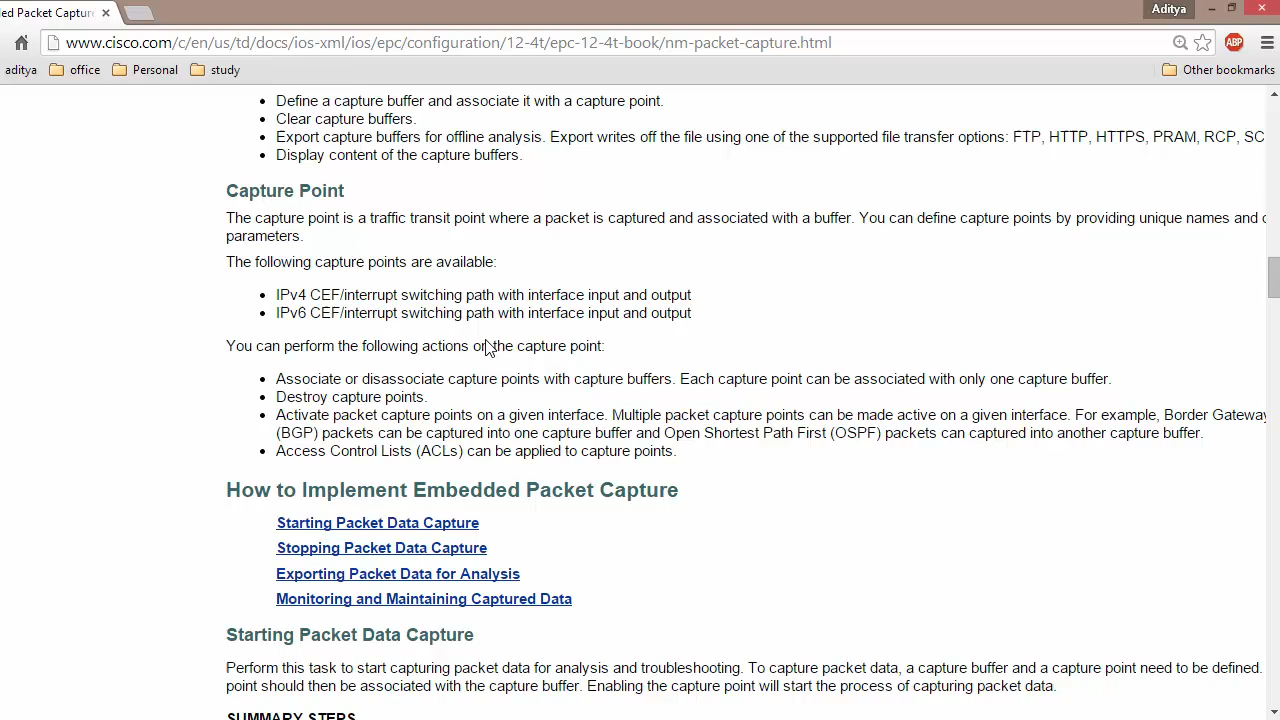 ed Packet Capture
Aditya
www.cisco.com/c/en/us/td/docs/ios-xml/ios/epc/configuration/12-4t/epc-12-4t-book/nm-packet-capture.html
ABP
aditya office Personal study Other bookmarks
Define a capture buffer and associate it with a capture point.
Clear capture buffers.
Export capture buffers for offline analysis. Export writes off the file using one of the supported file transfer options: FTP, HTTP, HTTPS, PRAM, RCP, SC
Display content of the capture buffers.
Capture Point
The capture point is a traffic transit point where a packet is captured and associated with a buffer. You can define capture points by providing unique names and
parameters.
The following capture points are available:
IPv4 CEF/interrupt switching path with interface input and output
IPv6 CEF/interrupt switching path with interface input and output
You can perform the following actions on the capture point:
Associate or disassociate capture points with capture buffers. Each capture point can be associated with only one capture buffer.
Destroy capture points.
Activate packet capture points on a given interface. Multiple packet capture points can be made active on a given interface. For example, Border Gateway
(BGP) packets can be captured into one capture buffer and Open Shortest Path First (OSPF) packets can captured into another capture buffer.
Access Control Lists (ACLs) can be applied to capture points.
How to Implement Embedded Packet Capture
Starting Packet Data Capture
Stopping Packet Data Capture
Exporting Packet Data for Analysis
Monitoring and Maintaining Captured Data
Starting Packet Data Capture
Perform this task to start capturing packet data for analysis and troubleshooting. To capture packet data, a capture buffer and a capture point need to be defined.
point should then be associated with the capture buffer. Enabling the capture point will start the process of capturing packet data.
SUMMARY STEPS